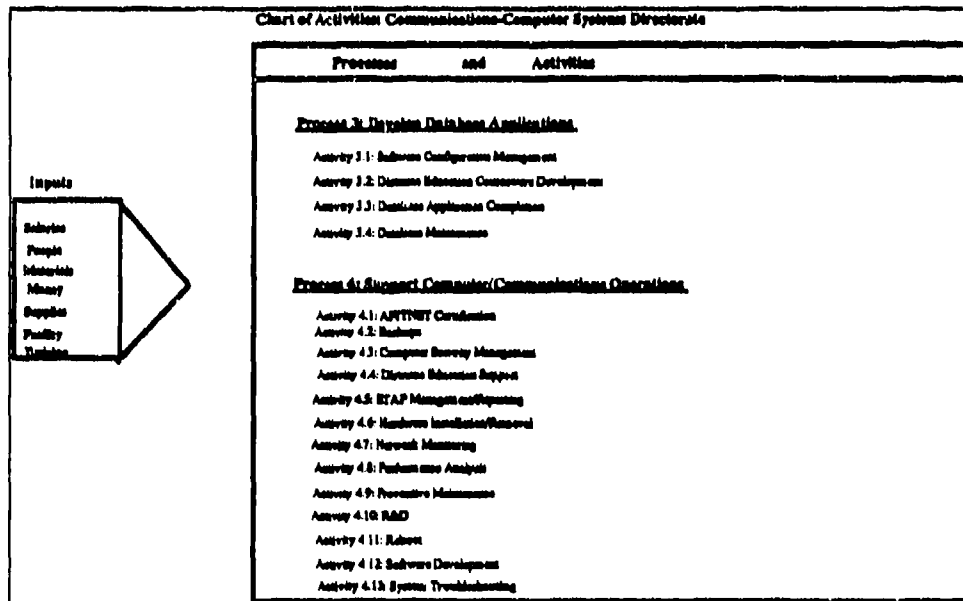 Chart of Activities Communications-Computer Systems Directorate
Processes and Activities
Process 3: Develop Database Applications
Activity 3.1: Software Configuration Management
Activity 3.2: Distance Education Courseware Development
Activity 3.3: Database Application Completion
Activity 3.4: Database Maintenance
Inputs
Salaries
People
Materials
Money
Supplies
Facility
Training
Process 4: Support Computer/Communications Operations
Activity 4.1: AFITNET Certification
Activity 4.2: Backups
Activity 4.3: Computer Security Management
Activity 4.4: Distance Education Support
Activity 4.5: Management/Reporting
Activity 4.6: Hardware Installation/Removal
Activity 4.7: Network Monitoring
Activity 4.8: Performance Analysis
Activity 4.9: Preventive Maintenance
Activity 4.10: R&D
Activity 4.11: Reboot
Activity 4.12: Software Development
Activity 4.13: System Troubleshooting